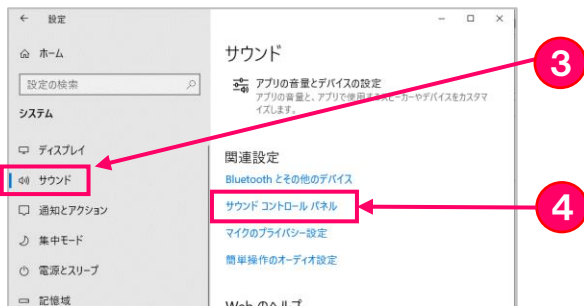 ← 設定
ホーム
設定の検索
システム
ディスプレイ
サウンド
通知とアクション
集中モード
電源とスリープ
記憶域
サウンド
アプリの音量とデバイスの設定
アプリの音量と、アプリで使用するスピーカーやデバイスをカスタマ
イズします。
関連設定
Bluetooth とその他のデバイス
サウンド コントロール パネル
マイクのプライバシー設定
簡単操作のオーディオ設定
Web のヘルプ
3
4